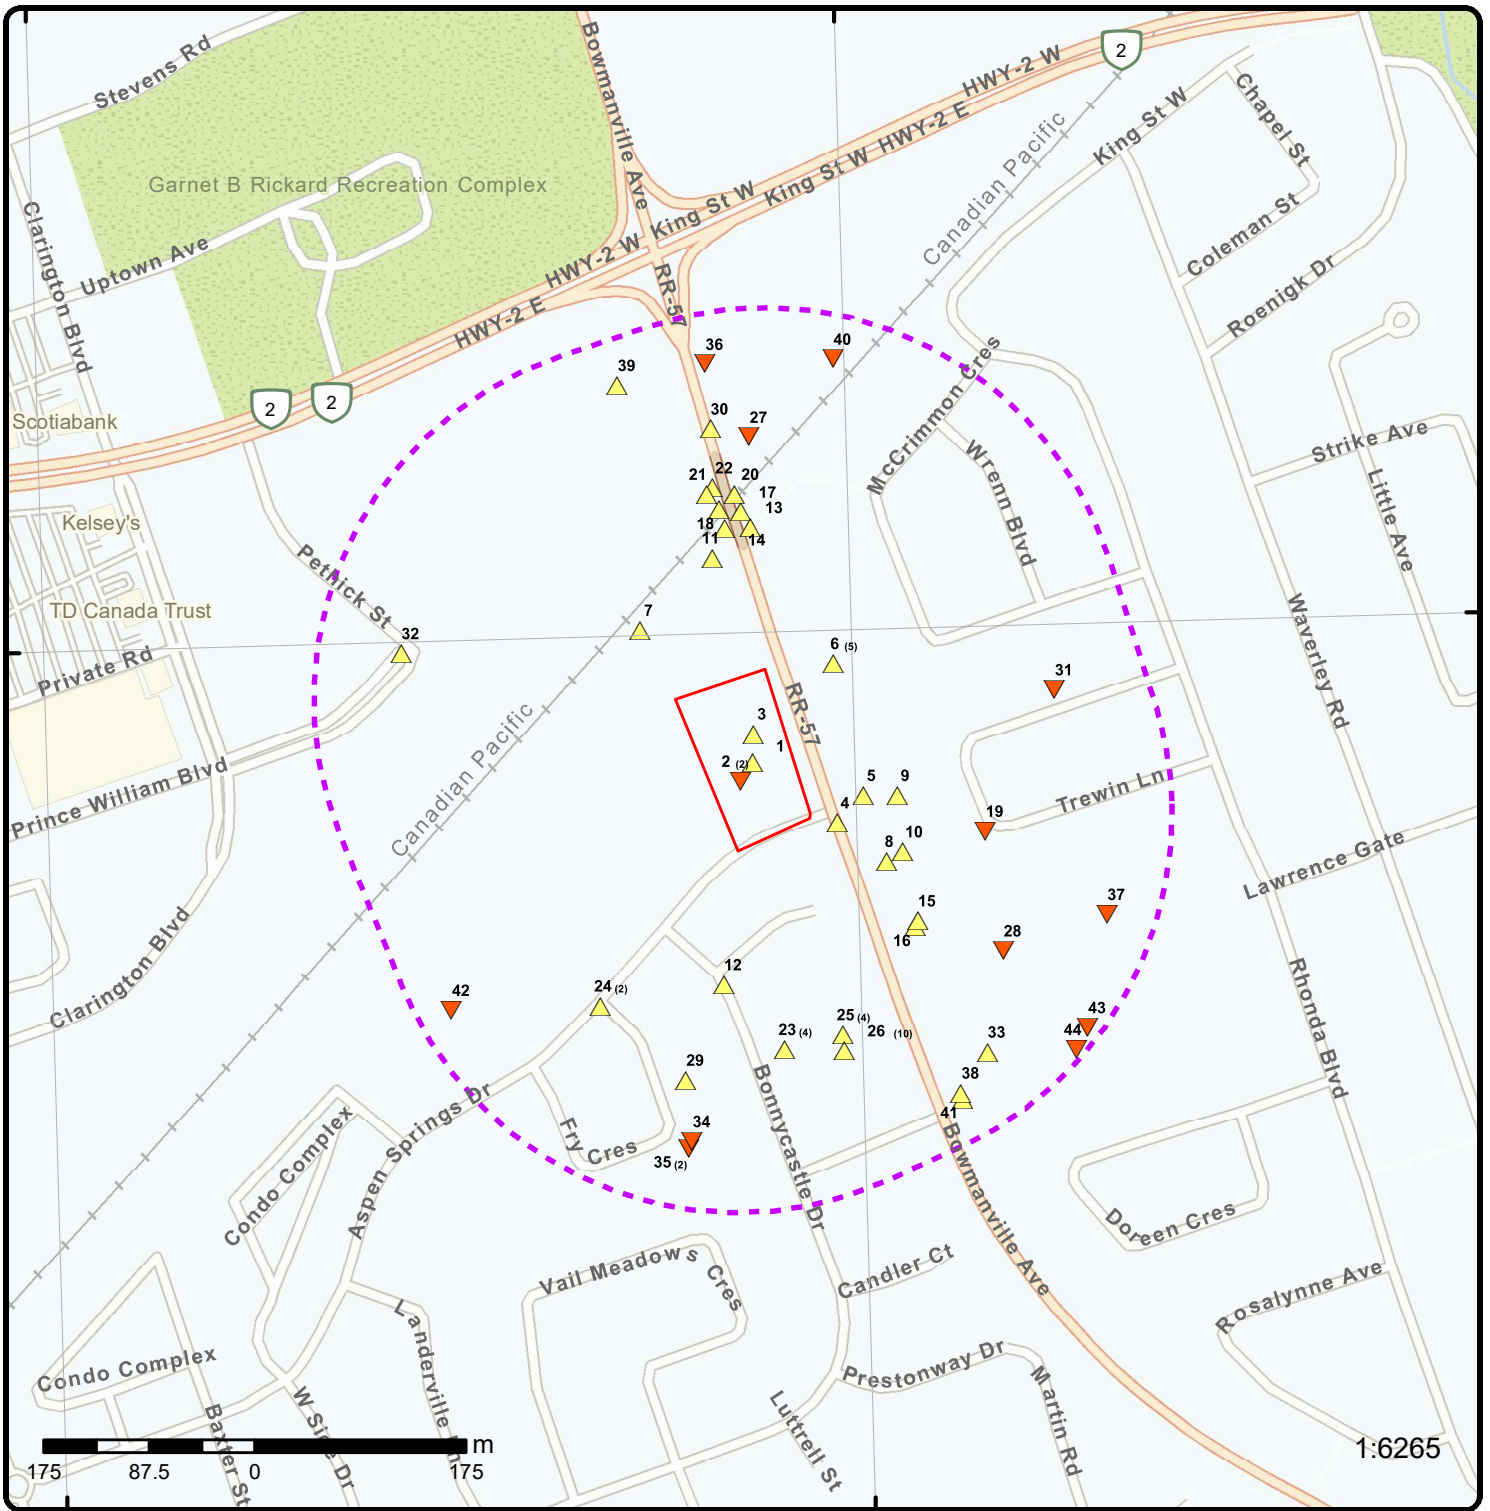 Stevens Rd
Bowmanville Ave
HWY-2 W
2
King St W
HWY-2 E
King St W
Chapel St
Canadian Pacific
Garnet B Rickard Recreation Complex
Clarington Blvd
Uptown Ave
HWY-2 W
King St W
HWY-2 E
RR-57
Coleman St
Roenigk Dr
36
40
39
McCrimmon Cres
2
2
Scotiabank
30
27
Strike Ave
Wrenn Blvd
Little Ave
21
22
20
17
13
18
11
14
Kelsey's
Pethick St
TD Canada Trust
7
32
6 (5)
Waverley Rd
Private Rd
31
RR-57
3
1
2 (2)
Canadian Pacific
Prince William Blvd
5
9
4
Trewin Ln
19
10
8
Lawrence Gate
15
16
37
28
Clarington Blvd
12
42
24 (2)
Rhonda Blvd
25 (4)
26 (10)
23 (4)
43
44
33
29
38
41
Bonnycastle Dr
Aspen Springs Dr
Condo Complex
Fry Cres
34
35 (2)
Bowmanville Ave
Doreen Cres
Vail Meadows Cres
Candler Ct
Rosalynne Ave
Landerville Ln
Condo Complex
Prestonway Dr
Martin Rd
Luttrell St
W Side Dr
Baxter St
m
175 87.5 0 175
1:6265